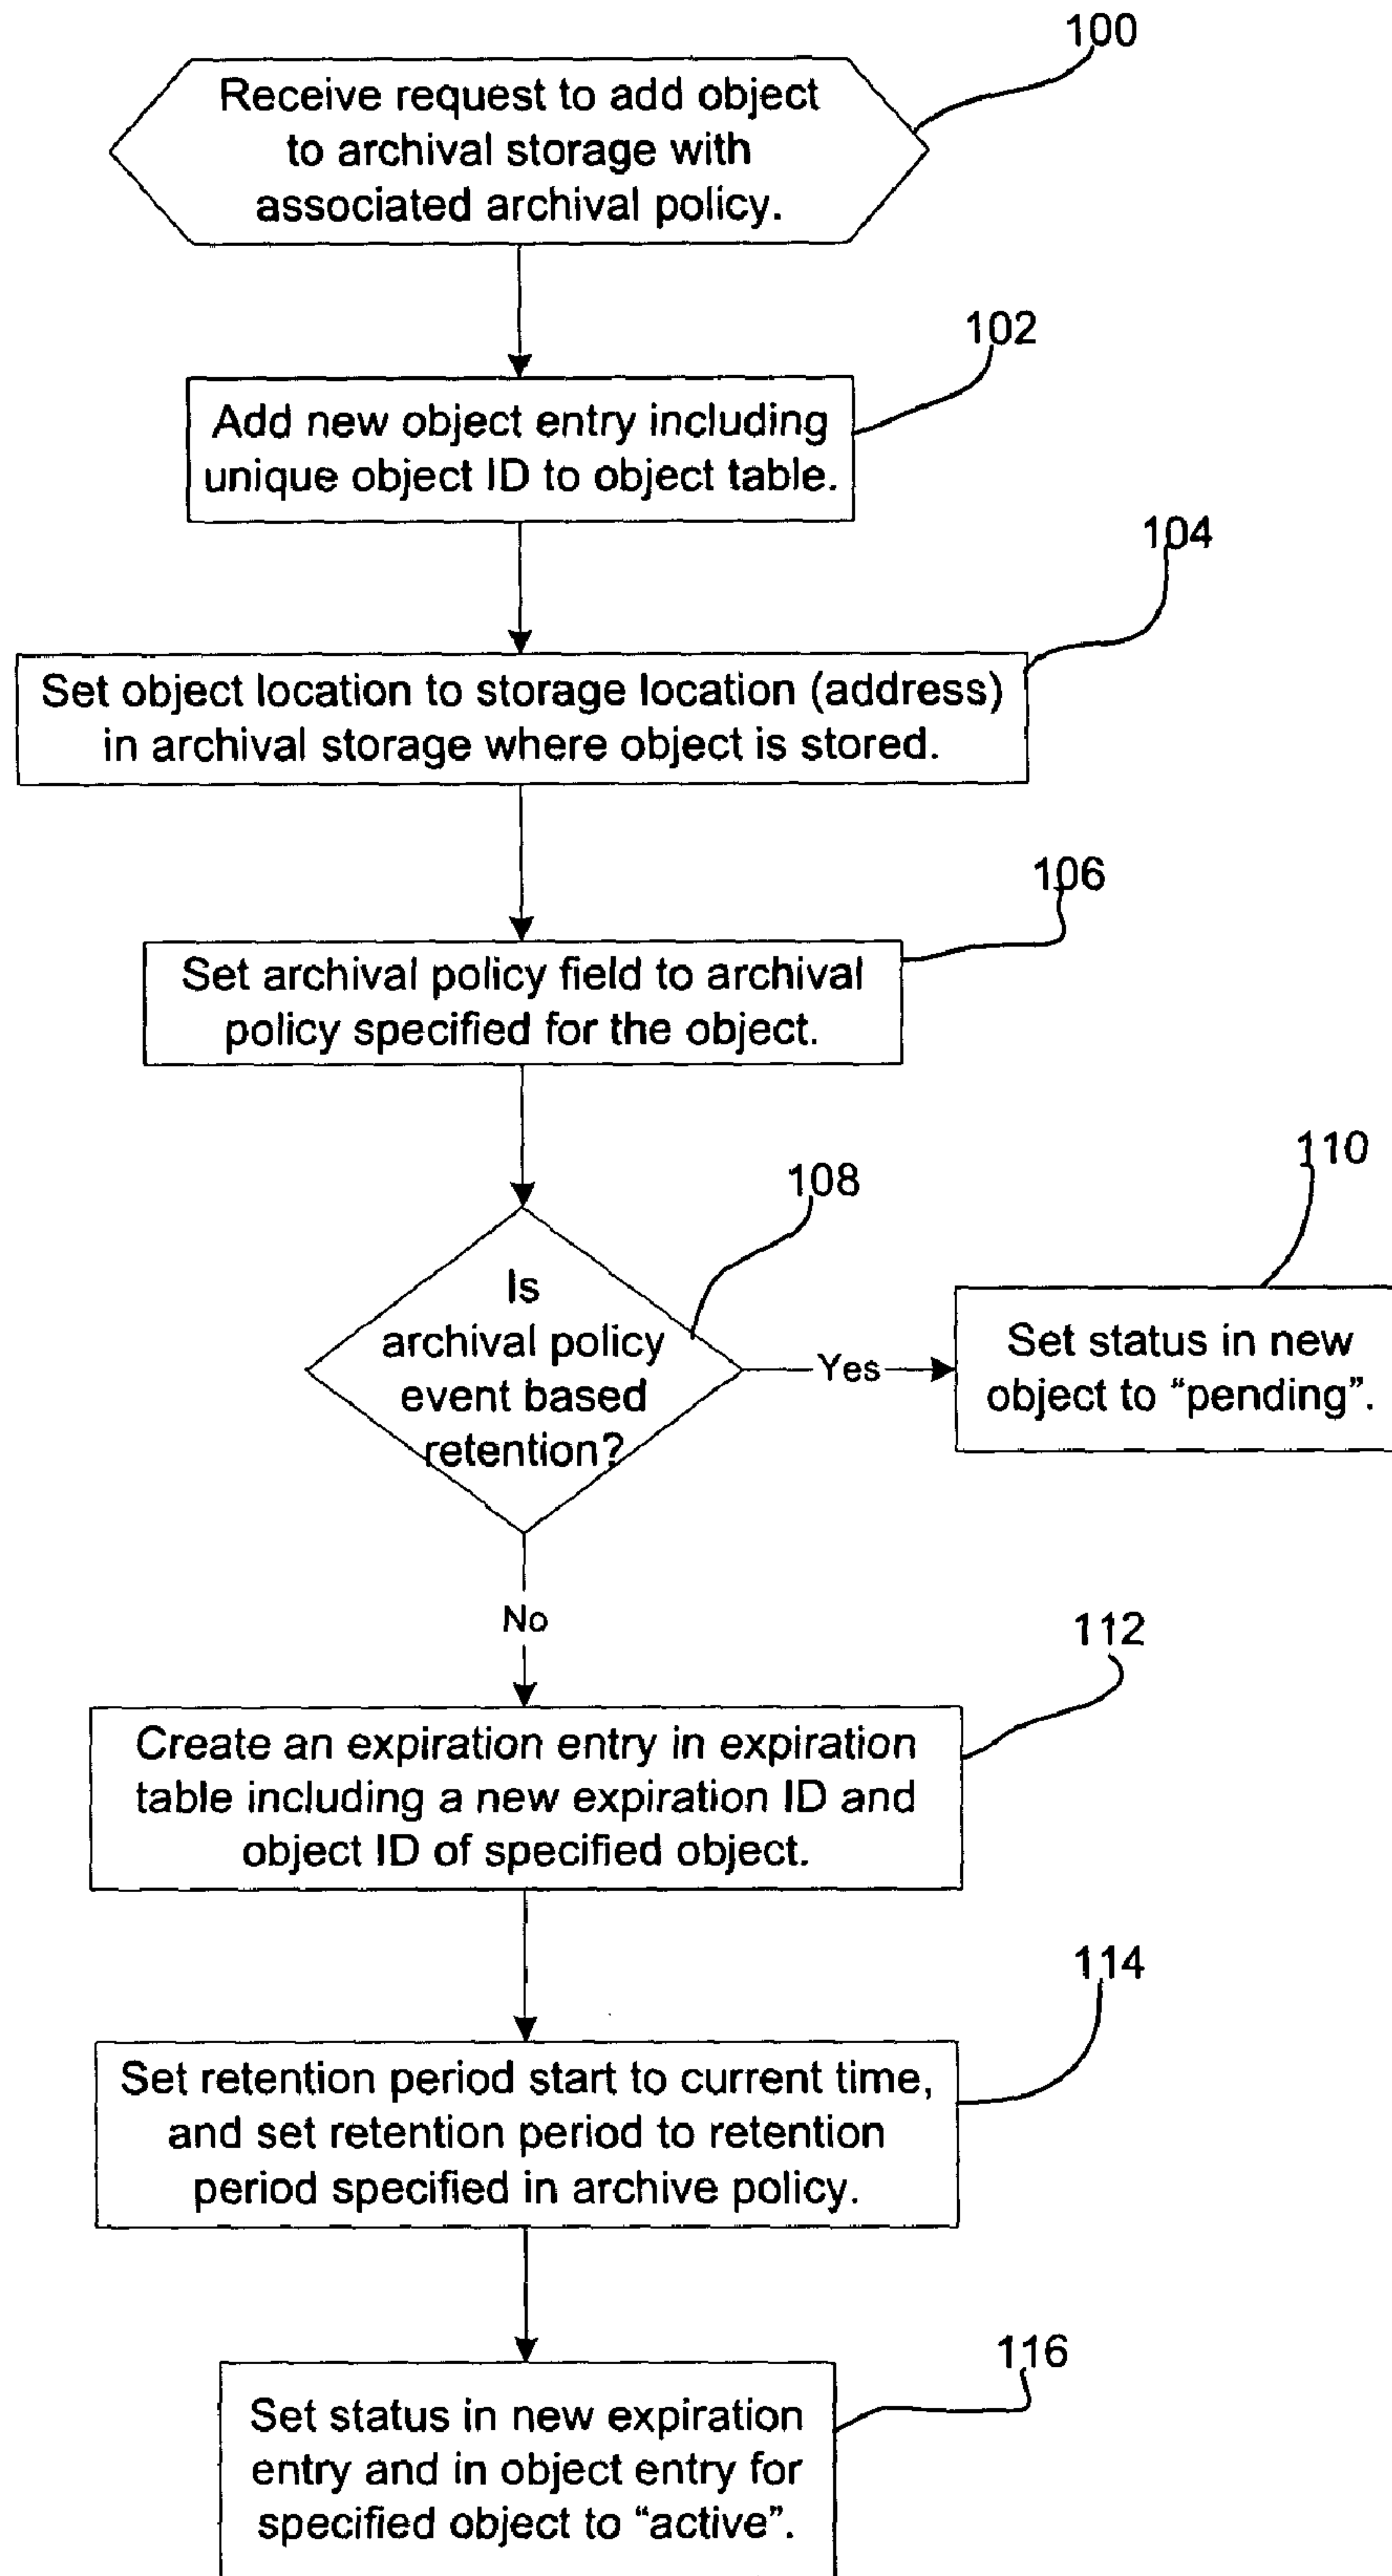 100
Receive request to add object
to archival storage with
associated archival policy.
102
Add new object entry including
unique object ID to object table.
104
Set object location to storage location (address)
in archival storage where object is stored.
106
Set archival policy field to archival
policy specified for the object.
108
Is
archival policy
event based
retention?
Yes
110
Set status in new
object to “pending”.
No
112
Create an expiration entry in expiration
table including a new expiration ID and
object ID of specified object.
114
Set retention period start to current time,
and set retention period to retention
period specified in archive policy.
116
Set status in new expiration
entry and in object entry for
specified object to “active”.